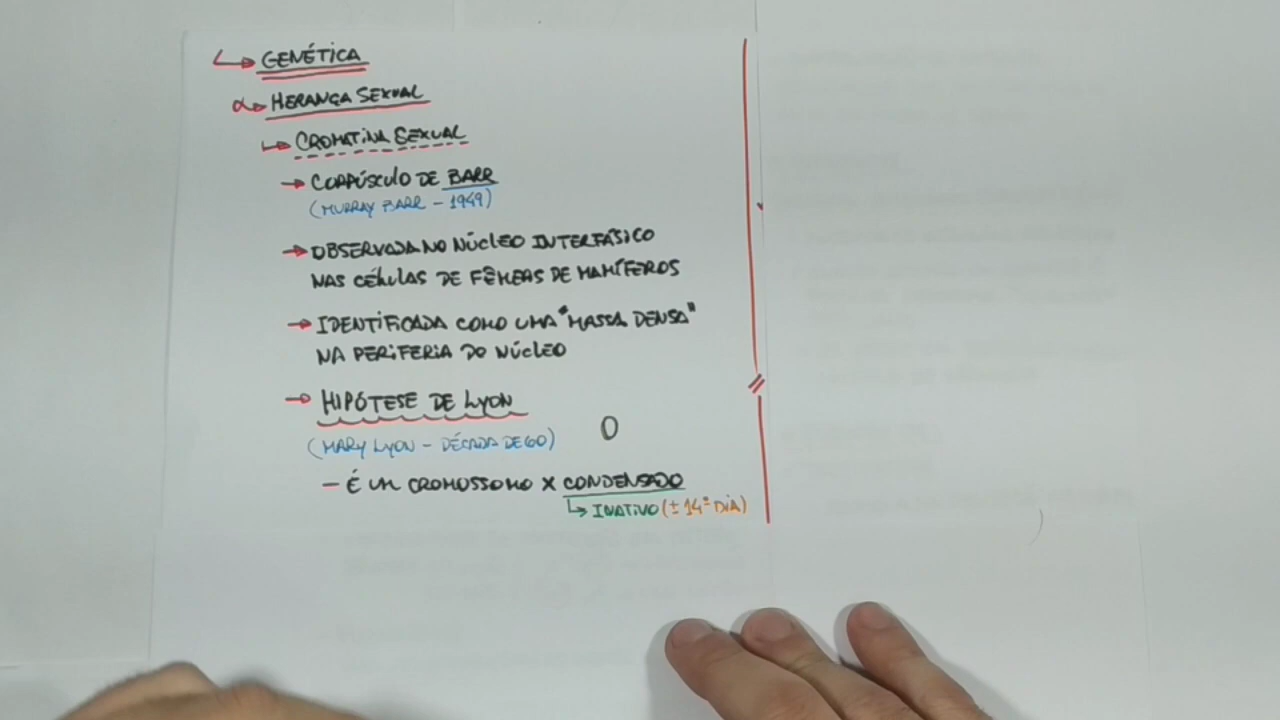 GENÉTICA
HERANÇA SEXUAL
CROMATINA SEXUAL
CORPÚSCULO DE BARR
(MURRAY BARR - 1949)
OBSERVADA NO NÚCLEO INTERFÁSICO
NAS CÉLULAS DE FÊMEAS DE MAMÍFEROS
IDENTIFICADA COMO UMA "MASSA DENSA"
NA PERIFERIA DO NÚCLEO
HIPÓTESE DE LYON
(MARY LYON - DÉCADA DE 60)
- É UM CROMOSSOMO X CONDENSADO
INATIVO (± 14º DIA)